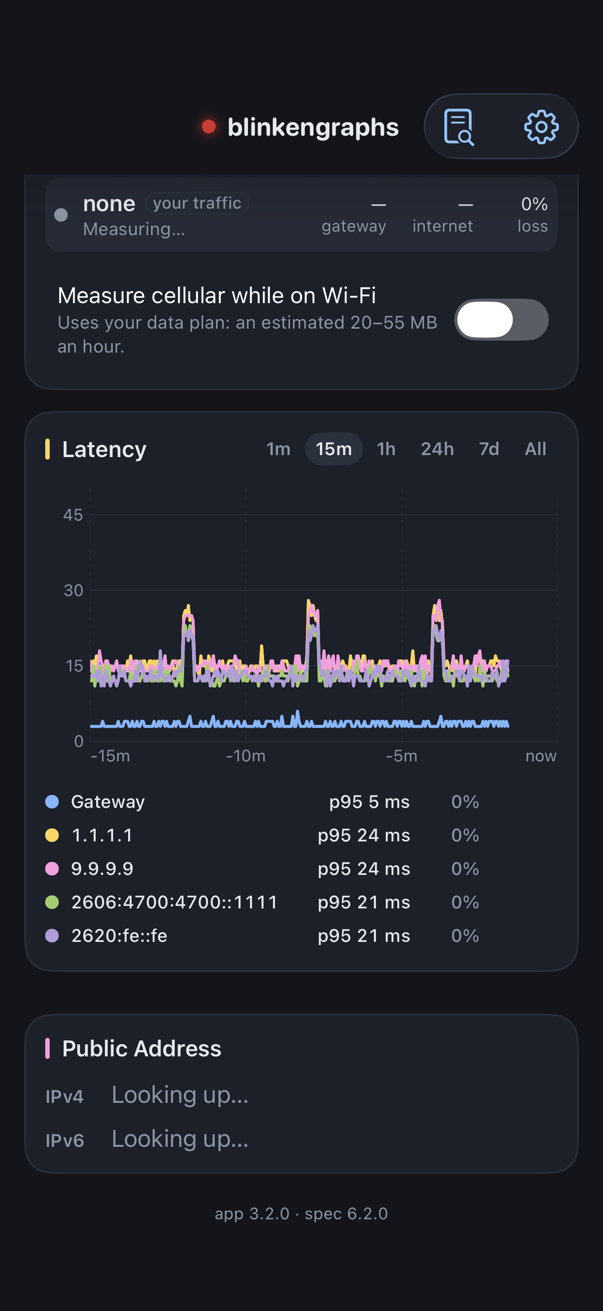 blinkengraphs
none your traffic — — 0%
Measuring... gateway internet loss
Measure cellular while on Wi-Fi
Uses your data plan: an estimated 20–55 MB
an hour.
Latency 1m 15m 1h 24h 7d All
45
30
15
0
-15m -10m -5m now
Gateway p95 5 ms 0%
1.1.1.1 p95 24 ms 0%
9.9.9.9 p95 24 ms 0%
2606:4700:4700::1111 p95 21 ms 0%
2620:fe::fe p95 21 ms 0%
Public Address
IPv4 Looking up...
IPv6 Looking up...
app 3.2.0 · spec 6.2.0